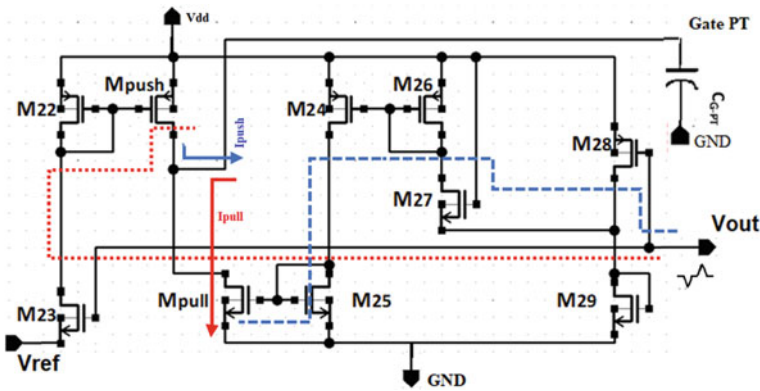 Vdd
Gate PT
M22
Mpush
M24
M26
CG-PT
Ipush
GND
M28
M27
Ipull
Vout
M23
Mpull
M25
M29
Vref
GND